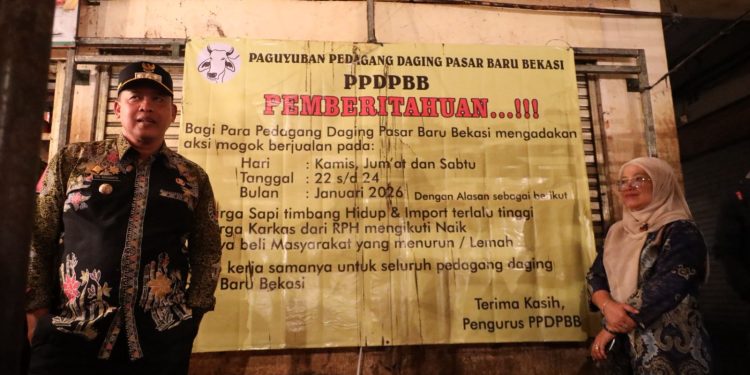 PAGUYUBAN PEDAGANG DAGING PASAR BARU BEKASI
PPDPBB
PEMBERITAHUAN...!!!
Bagi Para Pedagang Daging Pasar Baru Bekasi mengadakan
aksi mogok berjualan pada:
Hari : Kamis, Jum'at dan Sabtu
Tanggal : 22 s/d 24
Bulan : Januari 2026 Dengan Alasan sebagai berikut
Sapi timbang Hidup & Import terlalu tinggi
Karkas dari RPH mengikuti Naik
beli Masyarakat yang menurun / Lemah
kerja samanya untuk seluruh pedagang daging
Baru Bekasi
Terima Kasih,
Pengurus PPDPBB